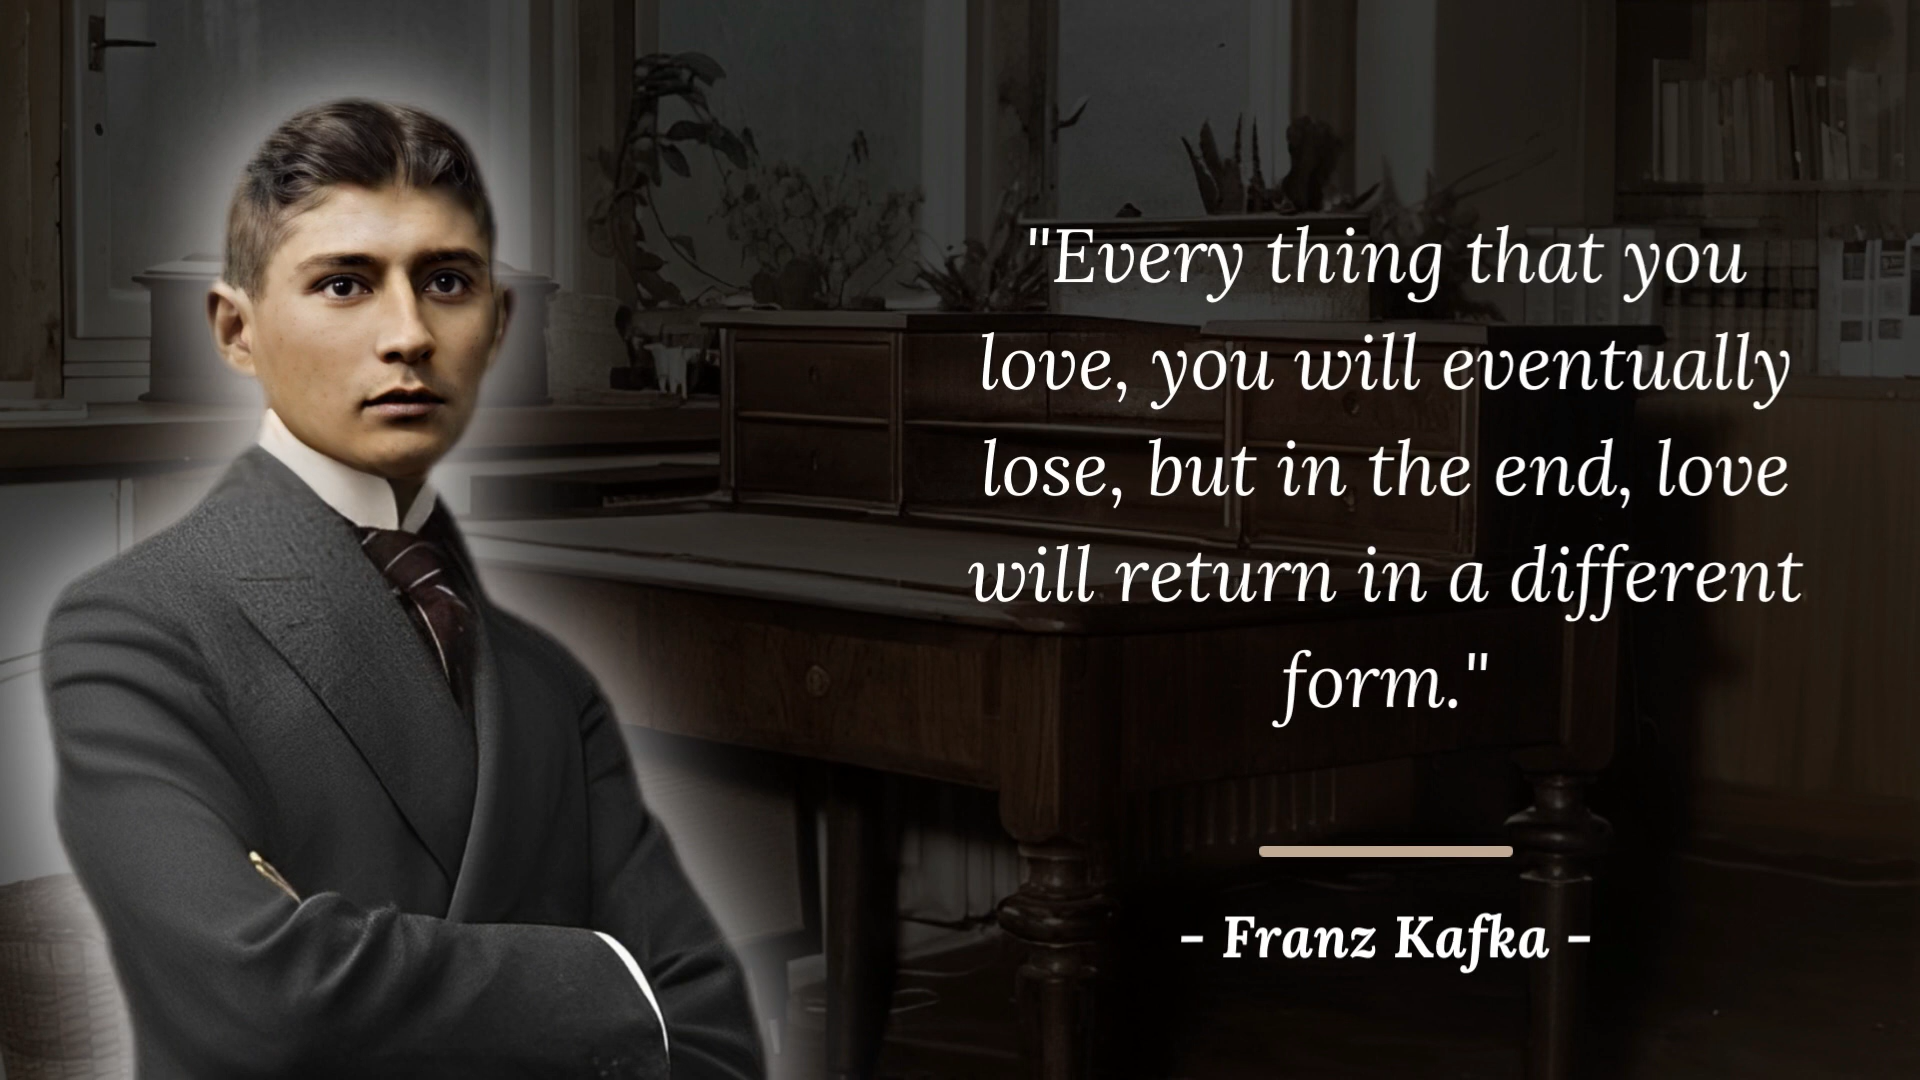 "Every thing that you
love, you will eventually
lose, but in the end, love
will return in a different
form."
- Franz Kafka -